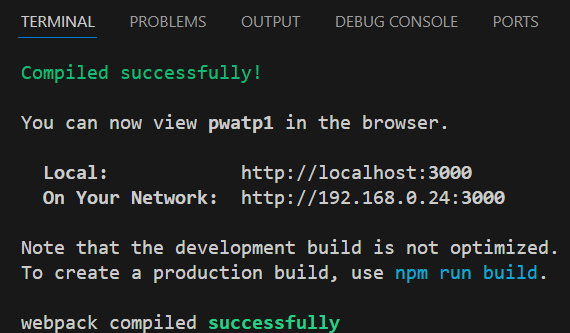 TERMINAL PROBLEMS OUTPUT DEBUG CONSOLE PORTS
Compiled successfully!
You can now view pwatp1 in the browser.
Local: http://localhost:3000
On Your Network: http://192.168.0.24:3000
Note that the development build is not optimized.
To create a production build, use npm run build.
webpack compiled successfully